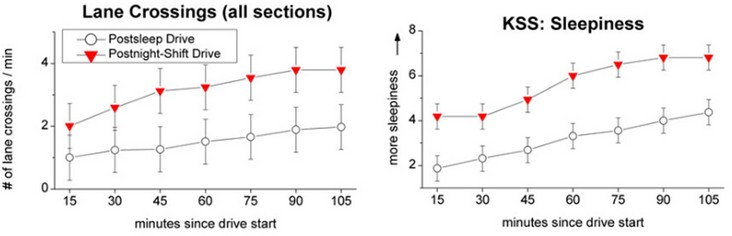 Lane Crossings (all sections)
Postsleep Drive
Postnight-Shift Drive
# of lane crossings / min
4
2
0
15 30 45 60 75 90 105
minutes since drive start
KSS: Sleepiness
more sleepiness
8
6
4
2
15 30 45 60 75 90 105
minutes since drive start